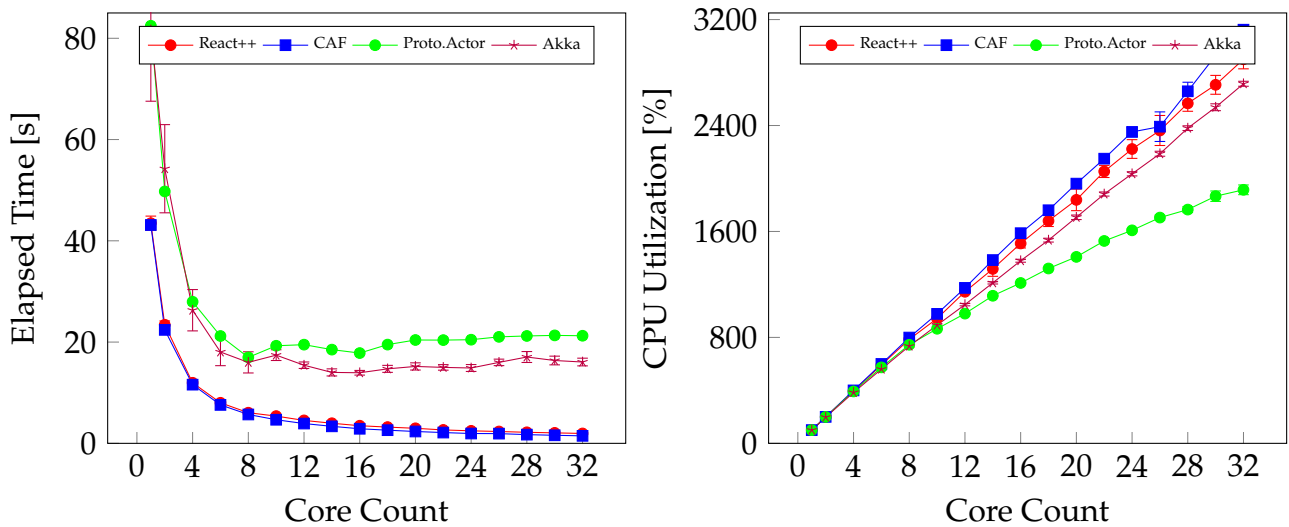 React++ CAF Proto.Actor Akka
80
60
40
20
0
0 4 8 12 16 20 24 28 32
Elapsed Time [s]
Core Count
React++ CAF Proto.Actor Akka
3200
2400
1600
800
0
0 4 8 12 16 20 24 28 32
CPU Utilization [%]
Core Count